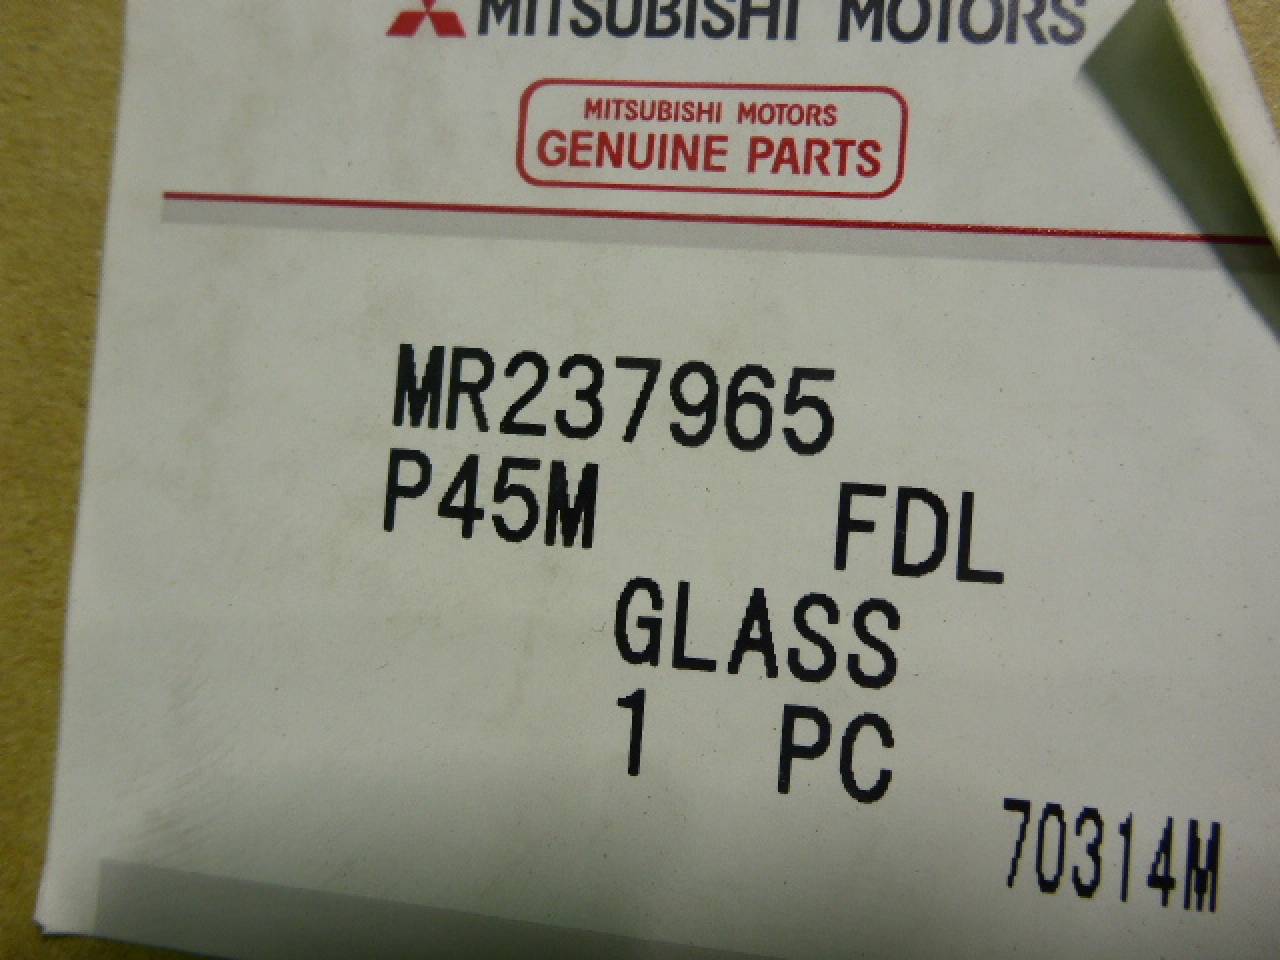 MITSUBISHI MOTORS
MITSUBISHI MOTORS
GENUINE PARTS
MR237965
P45M FDL
GLASS
1 PC
70314M